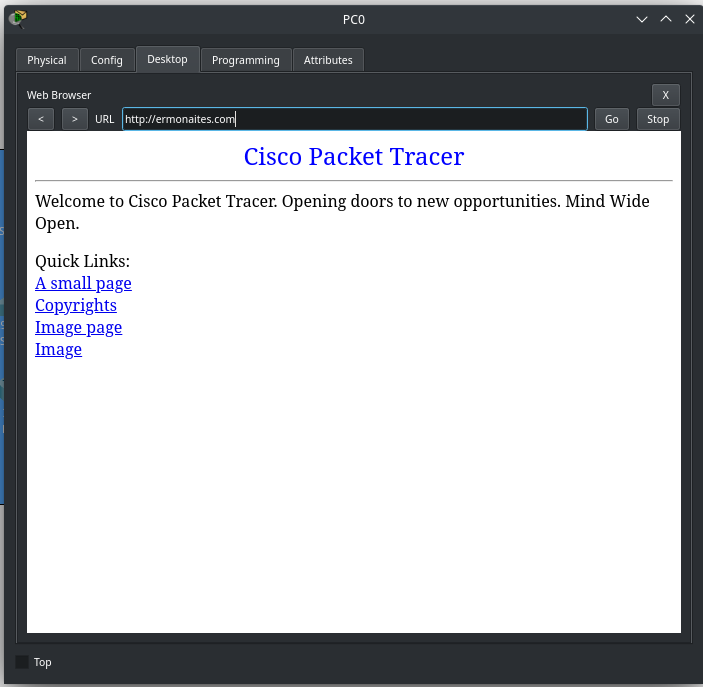 PC0
Physical Config Desktop Programming Attributes
Web Browser X
< > URL http://ermonaites.com Go Stop
Cisco Packet Tracer
Welcome to Cisco Packet Tracer. Opening doors to new opportunities. Mind Wide
Open.
Quick Links:
A small page
Copyrights
Image page
Image
Top